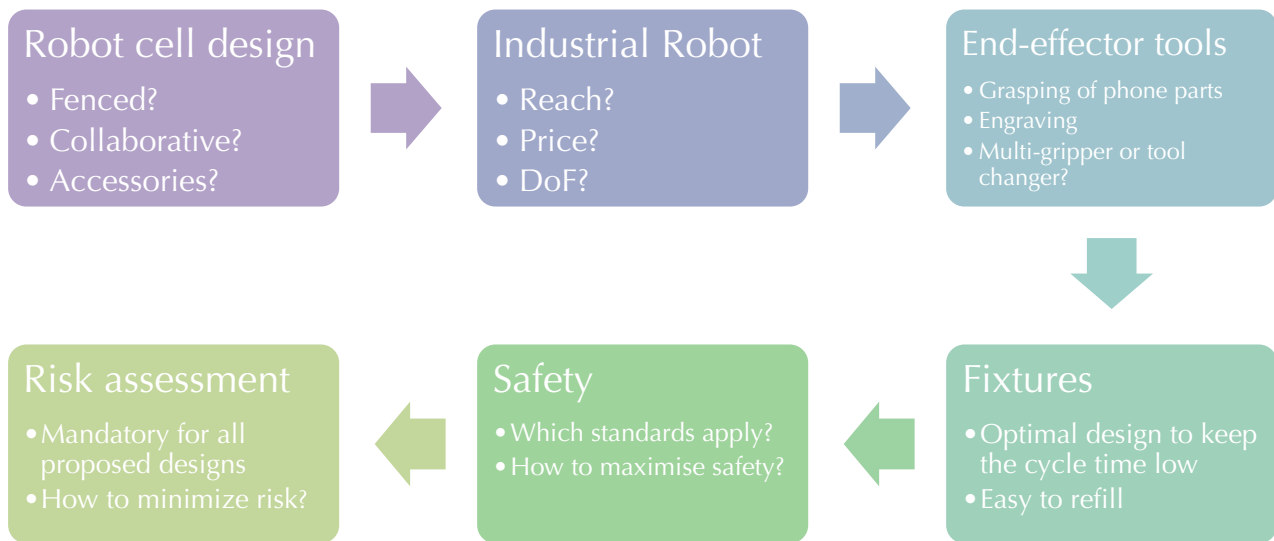 Robot cell design
• Fenced?
• Collaborative?
• Accessories?
Industrial Robot
• Reach?
• Price?
• DoF?
End-effector tools
• Grasping of phone parts
• Engraving
• Multi-gripper or tool
changer?
Fixtures
• Optimal design to keep
the cycle time low
• Easy to refill
Safety
• Which standards apply?
• How to maximise safety?
Risk assessment
• Mandatory for all
proposed designs
• How to minimize risk?